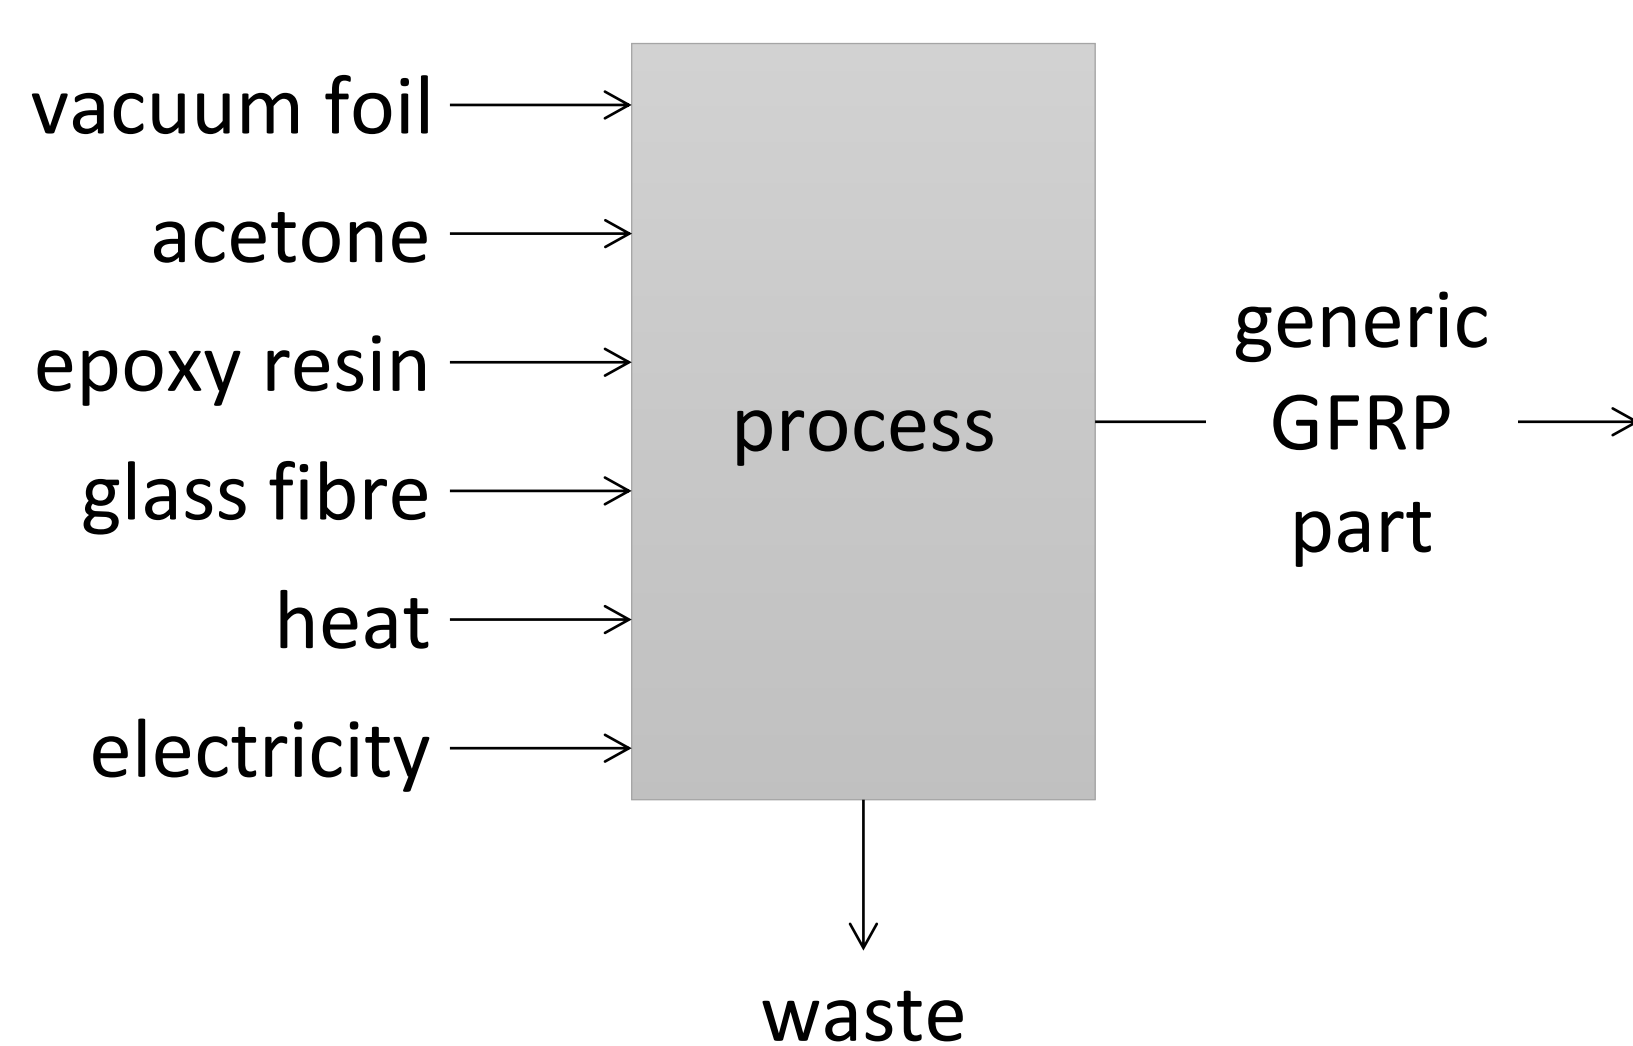 vacuum foil
acetone
epoxy resin
glass fibre
heat
electricity
process
generic
GFRP
part
waste